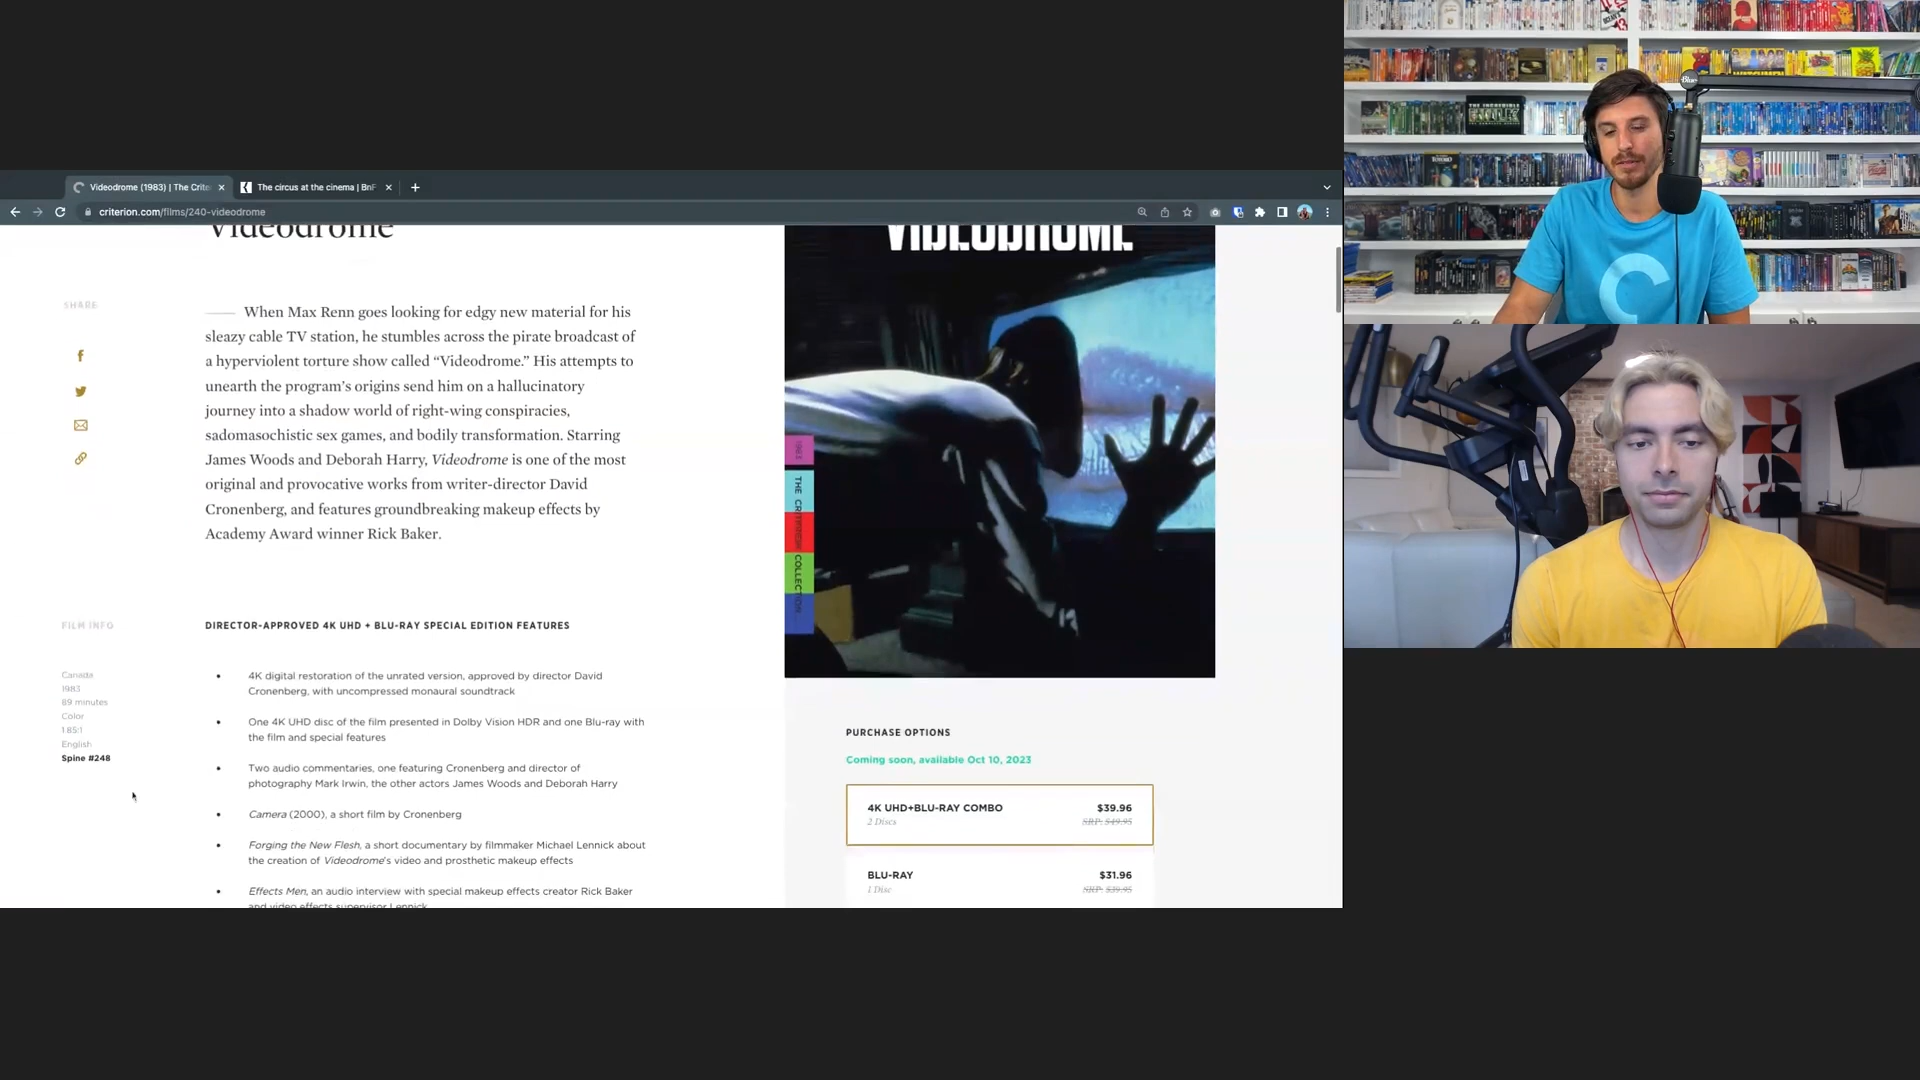 Videodrome (1983) | The Crite
The circus at the cinema | BnF
criterion.com/films/240-videodrome
Videodrome
SHARE
When Max Renn goes looking for edgy new material for his
sleazy cable TV station, he stumbles across the pirate broadcast of
a hyperviolent torture show called “Videodrome.” His attempts to
unearth the program’s origins send him on a hallucinatory
journey into a shadow world of right-wing conspiracies,
sadomasochistic sex games, and bodily transformation. Starring
James Woods and Deborah Harry, Videodrome is one of the most
original and provocative works from writer-director David
Cronenberg, and features groundbreaking makeup effects by
Academy Award winner Rick Baker.
FILM INFO
Canada
1983
89 minutes
Color
1.85:1
English
Spine #248
DIRECTOR-APPROVED 4K UHD + BLU-RAY SPECIAL EDITION FEATURES
4K digital restoration of the unrated version, approved by director David
Cronenberg, with uncompressed monaural soundtrack
One 4K UHD disc of the film presented in Dolby Vision HDR and one Blu-ray with
the film and special features
Two audio commentaries, one featuring Cronenberg and director of
photography Mark Irwin, the other actors James Woods and Deborah Harry
Camera (2000), a short film by Cronenberg
Forging the New Flesh, a short documentary by filmmaker Michael Lennick about
the creation of Videodrome’s video and prosthetic makeup effects
Effects Men, an audio interview with special makeup effects creator Rick Baker
and video effects supervisor Lennick
VIDEODROME
1983
THE CRITERION COLLECTION
PURCHASE OPTIONS
Coming soon, available Oct 10, 2023
4K UHD+BLU-RAY COMBO $39.96
2 Discs SRP: $49.95
BLU-RAY $31.96
1 Disc SRP: $39.95
Blue
THE INCREDIBLE
HULK
TOTORO